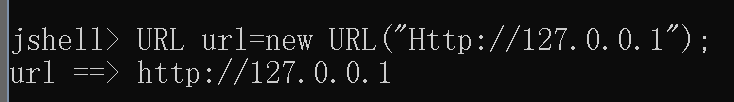 jshell> URL url=new URL("Http://127.0.0.1");
url ==> http://127.0.0.1